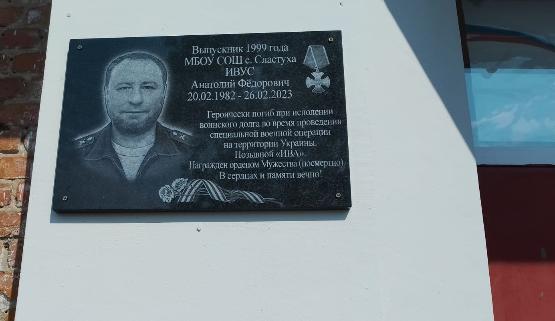 Выпускник 1999 года
МБОУ СОШ с. Сластуха
ИВУС
Анатолий Фёдорович
20.02.1982 - 26.02.2023
Героически погиб при исполении
воинского долга во время проведения
специальной военной операции
на территории Украины.
Позывной «ИВА».
Награжден орденом Мужества (посмертно)
В сердцах и памяти вечно!